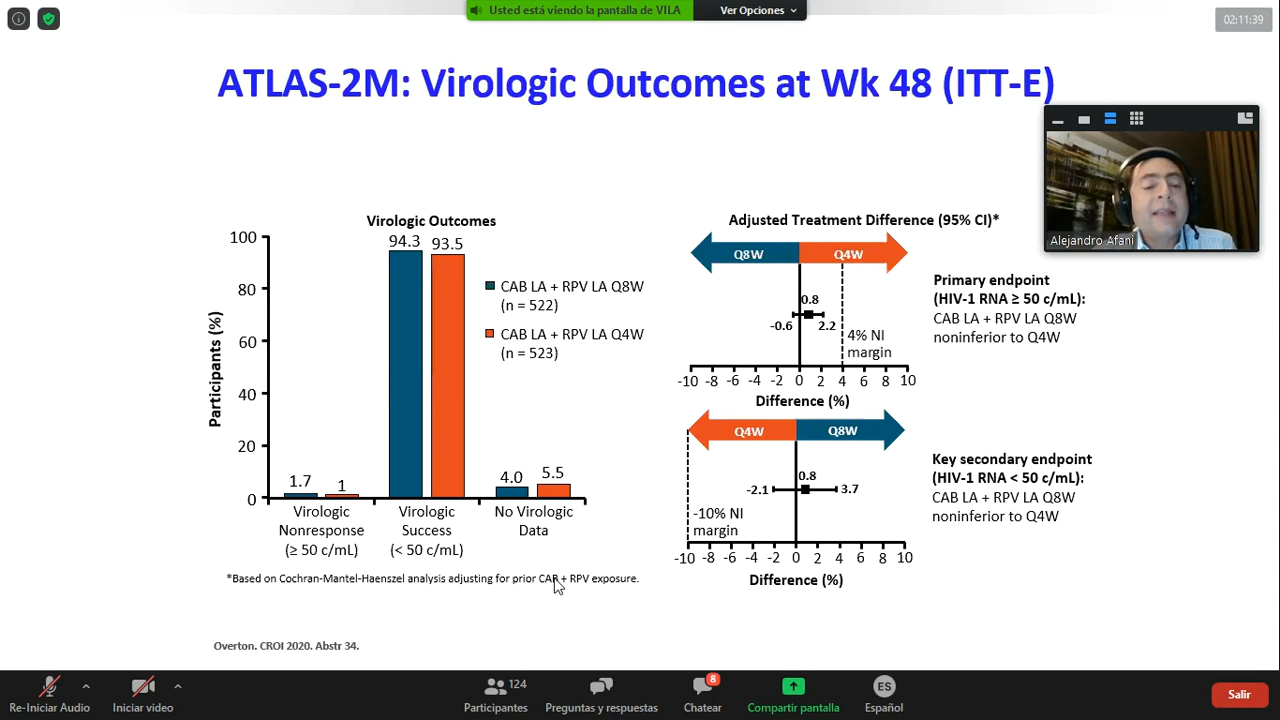 Usted está viendo la pantalla de VILA
Ver Opciones
02:11:39
ATLAS-2M: Virologic Outcomes at Wk 48 (ITT-E)
Alejandro Afani
Virologic Outcomes
100
80
60
40
20
0
Participants (%)
94.3
93.5
1.7
1
4.0
5.5
CAB LA + RPV LA Q8W
(n = 522)
CAB LA + RPV LA Q4W
(n = 523)
Virologic
Nonresponse
(≥ 50 c/mL)
Virologic
Success
(< 50 c/mL)
No Virologic
Data
Adjusted Treatment Difference (95% CI)*
Q8W
Q4W
0.8
-0.6
2.2
4% NI
margin
-10 -8 -6 -4 -2 0 2 4 6 8 10
Difference (%)
Primary endpoint
(HIV-1 RNA ≥ 50 c/mL):
CAB LA + RPV LA Q8W
noninferior to Q4W
Q4W
Q8W
0.8
-2.1
3.7
-10% NI
margin
-10 -8 -6 -4 -2 0 2 4 6 8 10
Difference (%)
Key secondary endpoint
(HIV-1 RNA < 50 c/mL):
CAB LA + RPV LA Q8W
noninferior to Q4W
*Based on Cochran-Mantel-Haenszel analysis adjusting for prior CAB + RPV exposure.
Overton. CROI 2020. Abstr 34.
Re-Iniciar Audio
Iniciar video
124
Participantes
Preguntas y respuestas
8
Chatear
Compartir pantalla
ES
Español
Salir